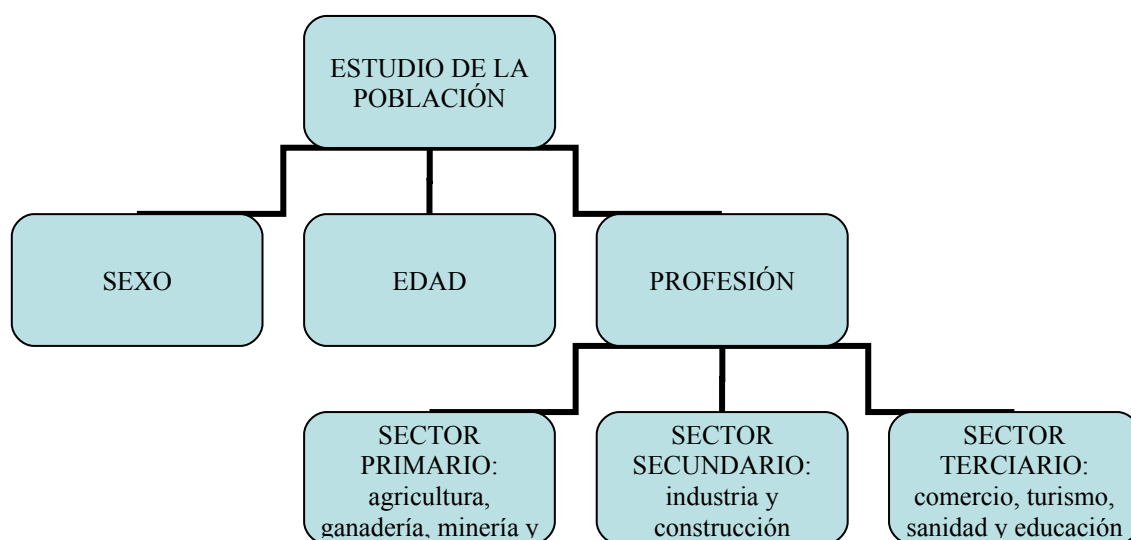 ESTUDIO DE LA
POBLACIÓN
SEXO
EDAD
PROFESIÓN
SECTOR
PRIMARIO:
agricultura,
ganadería, minería y
SECTOR
SECUNDARIO:
industria y
construcción
SECTOR
TERCIARIO:
comercio, turismo,
sanidad y educación